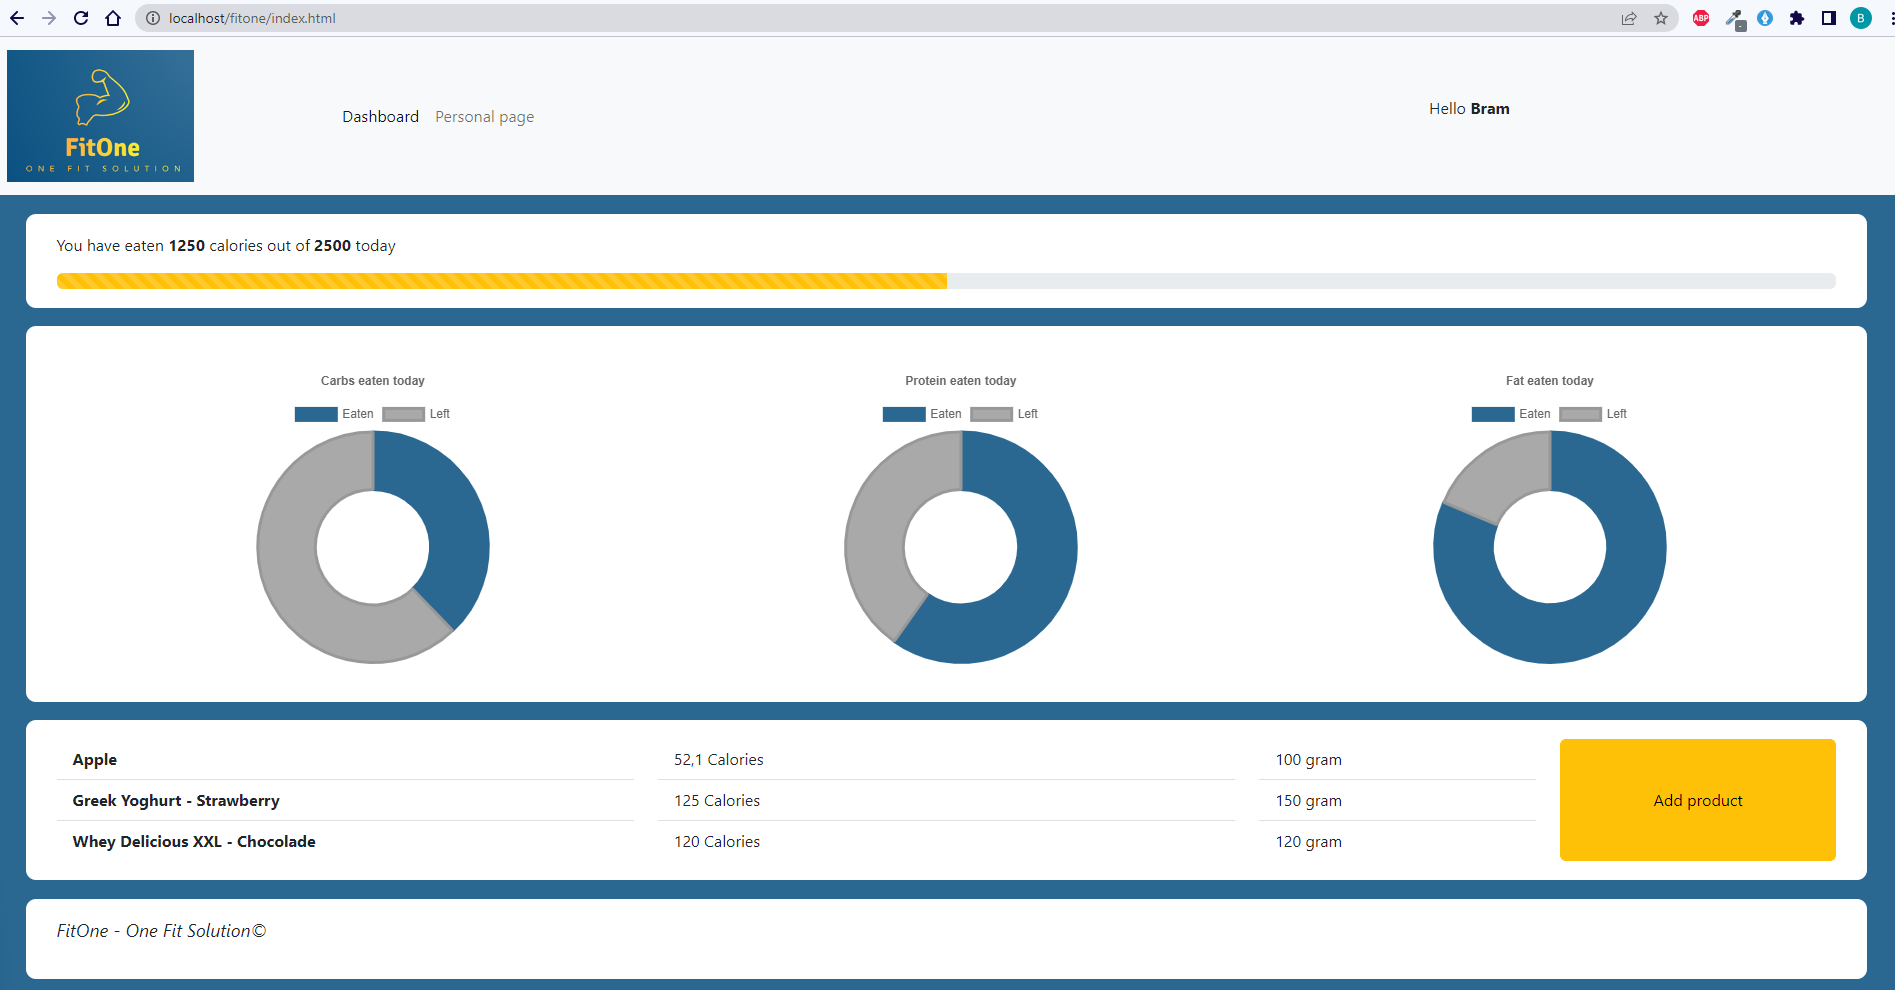 localhost/fitone/index.html
ABP
B
FitOne
ONE FIT SOLUTION
Dashboard Personal page
Hello Bram
You have eaten 1250 calories out of 2500 today
Carbs eaten today
Eaten Left
Protein eaten today
Eaten Left
Fat eaten today
Eaten Left
Apple 52,1 Calories 100 gram
Greek Yoghurt - Strawberry 125 Calories 150 gram
Whey Delicious XXL - Chocolade 120 Calories 120 gram
Add product
FitOne - One Fit Solution©